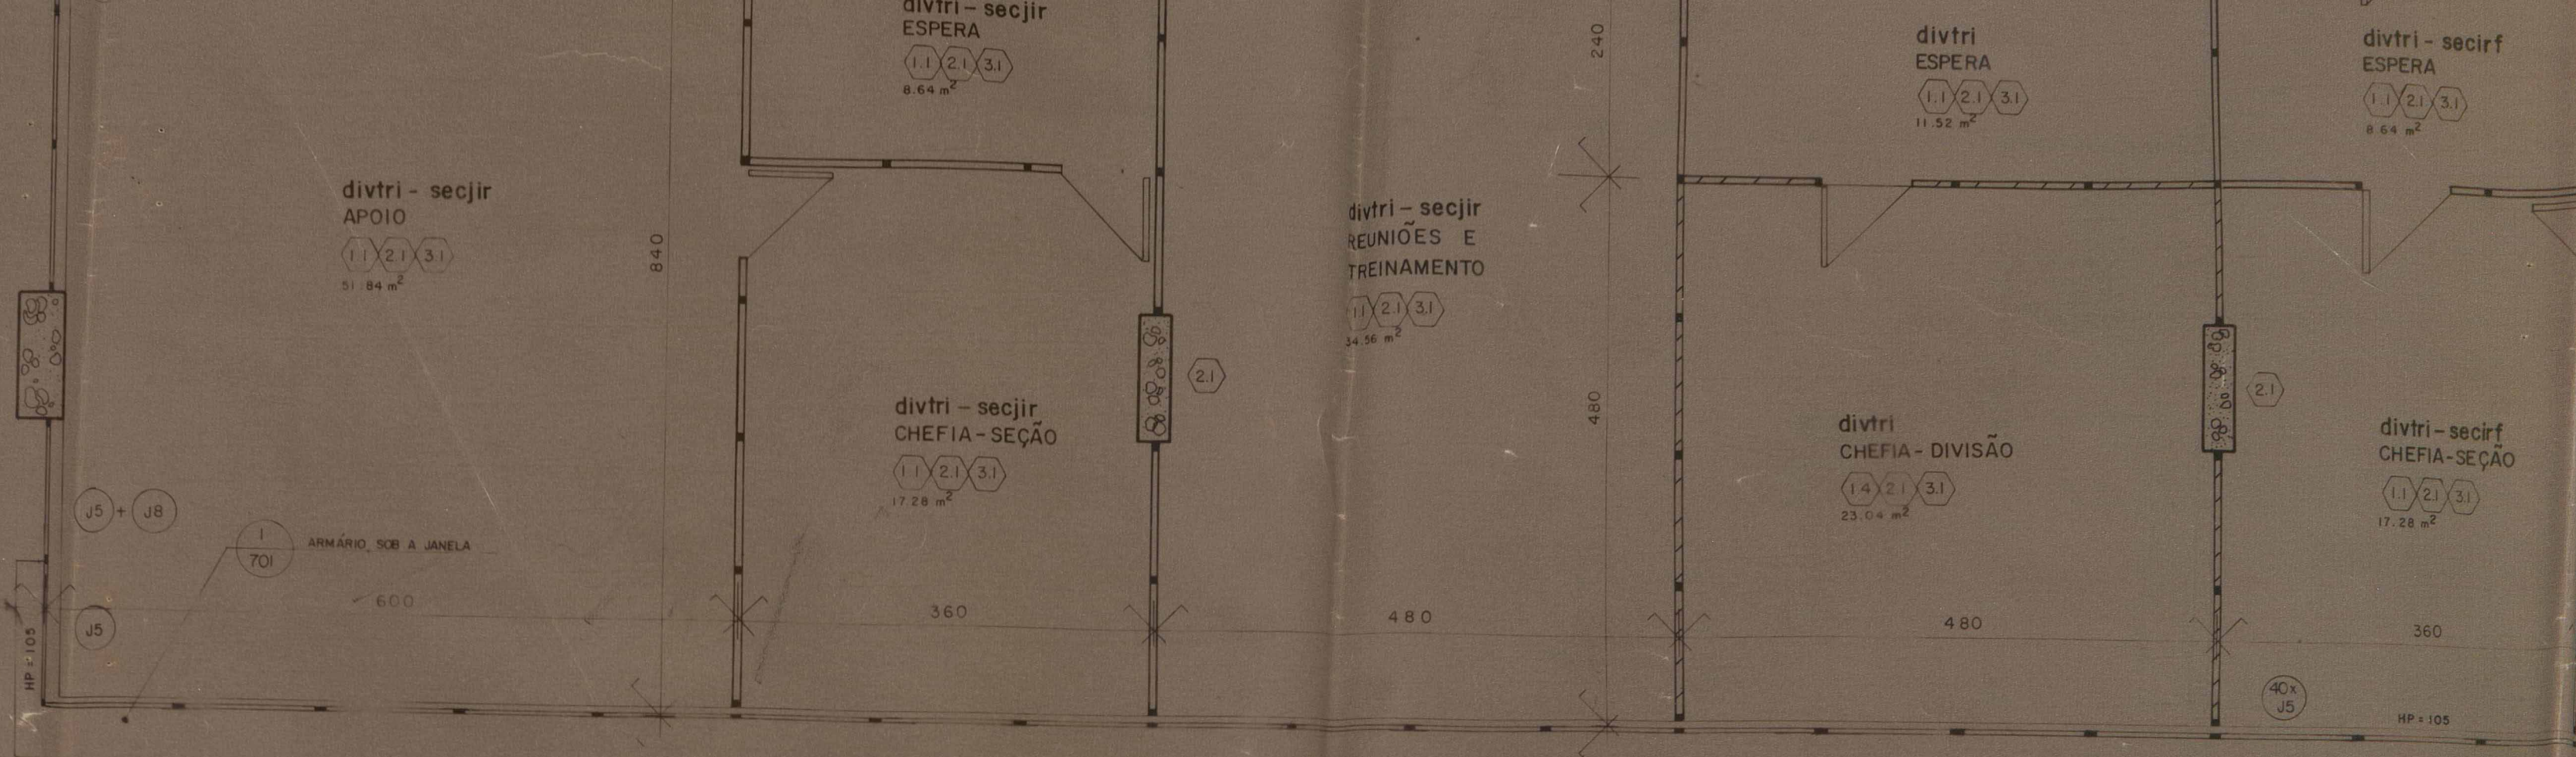 divtri - secjir
ESPERA
1.1 2.1 3.1
8.64 m²
240
divtri
ESPERA
1.1 2.1 3.1
11.52 m²
divtri - secirf
ESPERA
1.1 2.1 3.1
8.64 m²
divtri - secjir
APOIO
1.1 2.1 3.1
51.84 m²
840
divtri - secjir
REUNIÕES E
TREINAMENTO
1.1 2.1 3.1
34.56 m²
2.1
480
2.1
divtri - secjir
CHEFIA - SEÇÃO
1.1 2.1 3.1
17.28 m²
divtri
CHEFIA - DIVISÃO
1.4 2.1 3.1
23.04 m²
divtri - secirf
CHEFIA-SEÇÃO
1.1 2.1 3.1
17.28 m²
J5 + J8
1
701
ARMÁRIO SOB A JANELA
600
360
480
480
360
J5
HP = 105
40x
J5
HP = 105